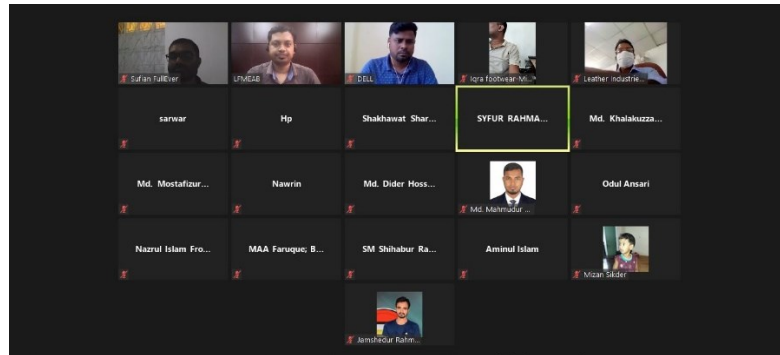 Sufian FullEver
LFMEAB
DELL
Iqra footwear-Mi...
Leather Industrie...
sarwar
Hp
Shakhawat Shar...
SYFUR RAHMA...
Md. Khalakuzza...
Md. Mostafizur...
Nawrin
Md. Dider Hoss...
Md. Mahmudur ...
Odul Ansari
Nazrul Islam Fro...
MAA Faruque; B...
SM Shihabur Ra...
Aminul Islam
Mizan Sikder
Jamshedur Rahm...